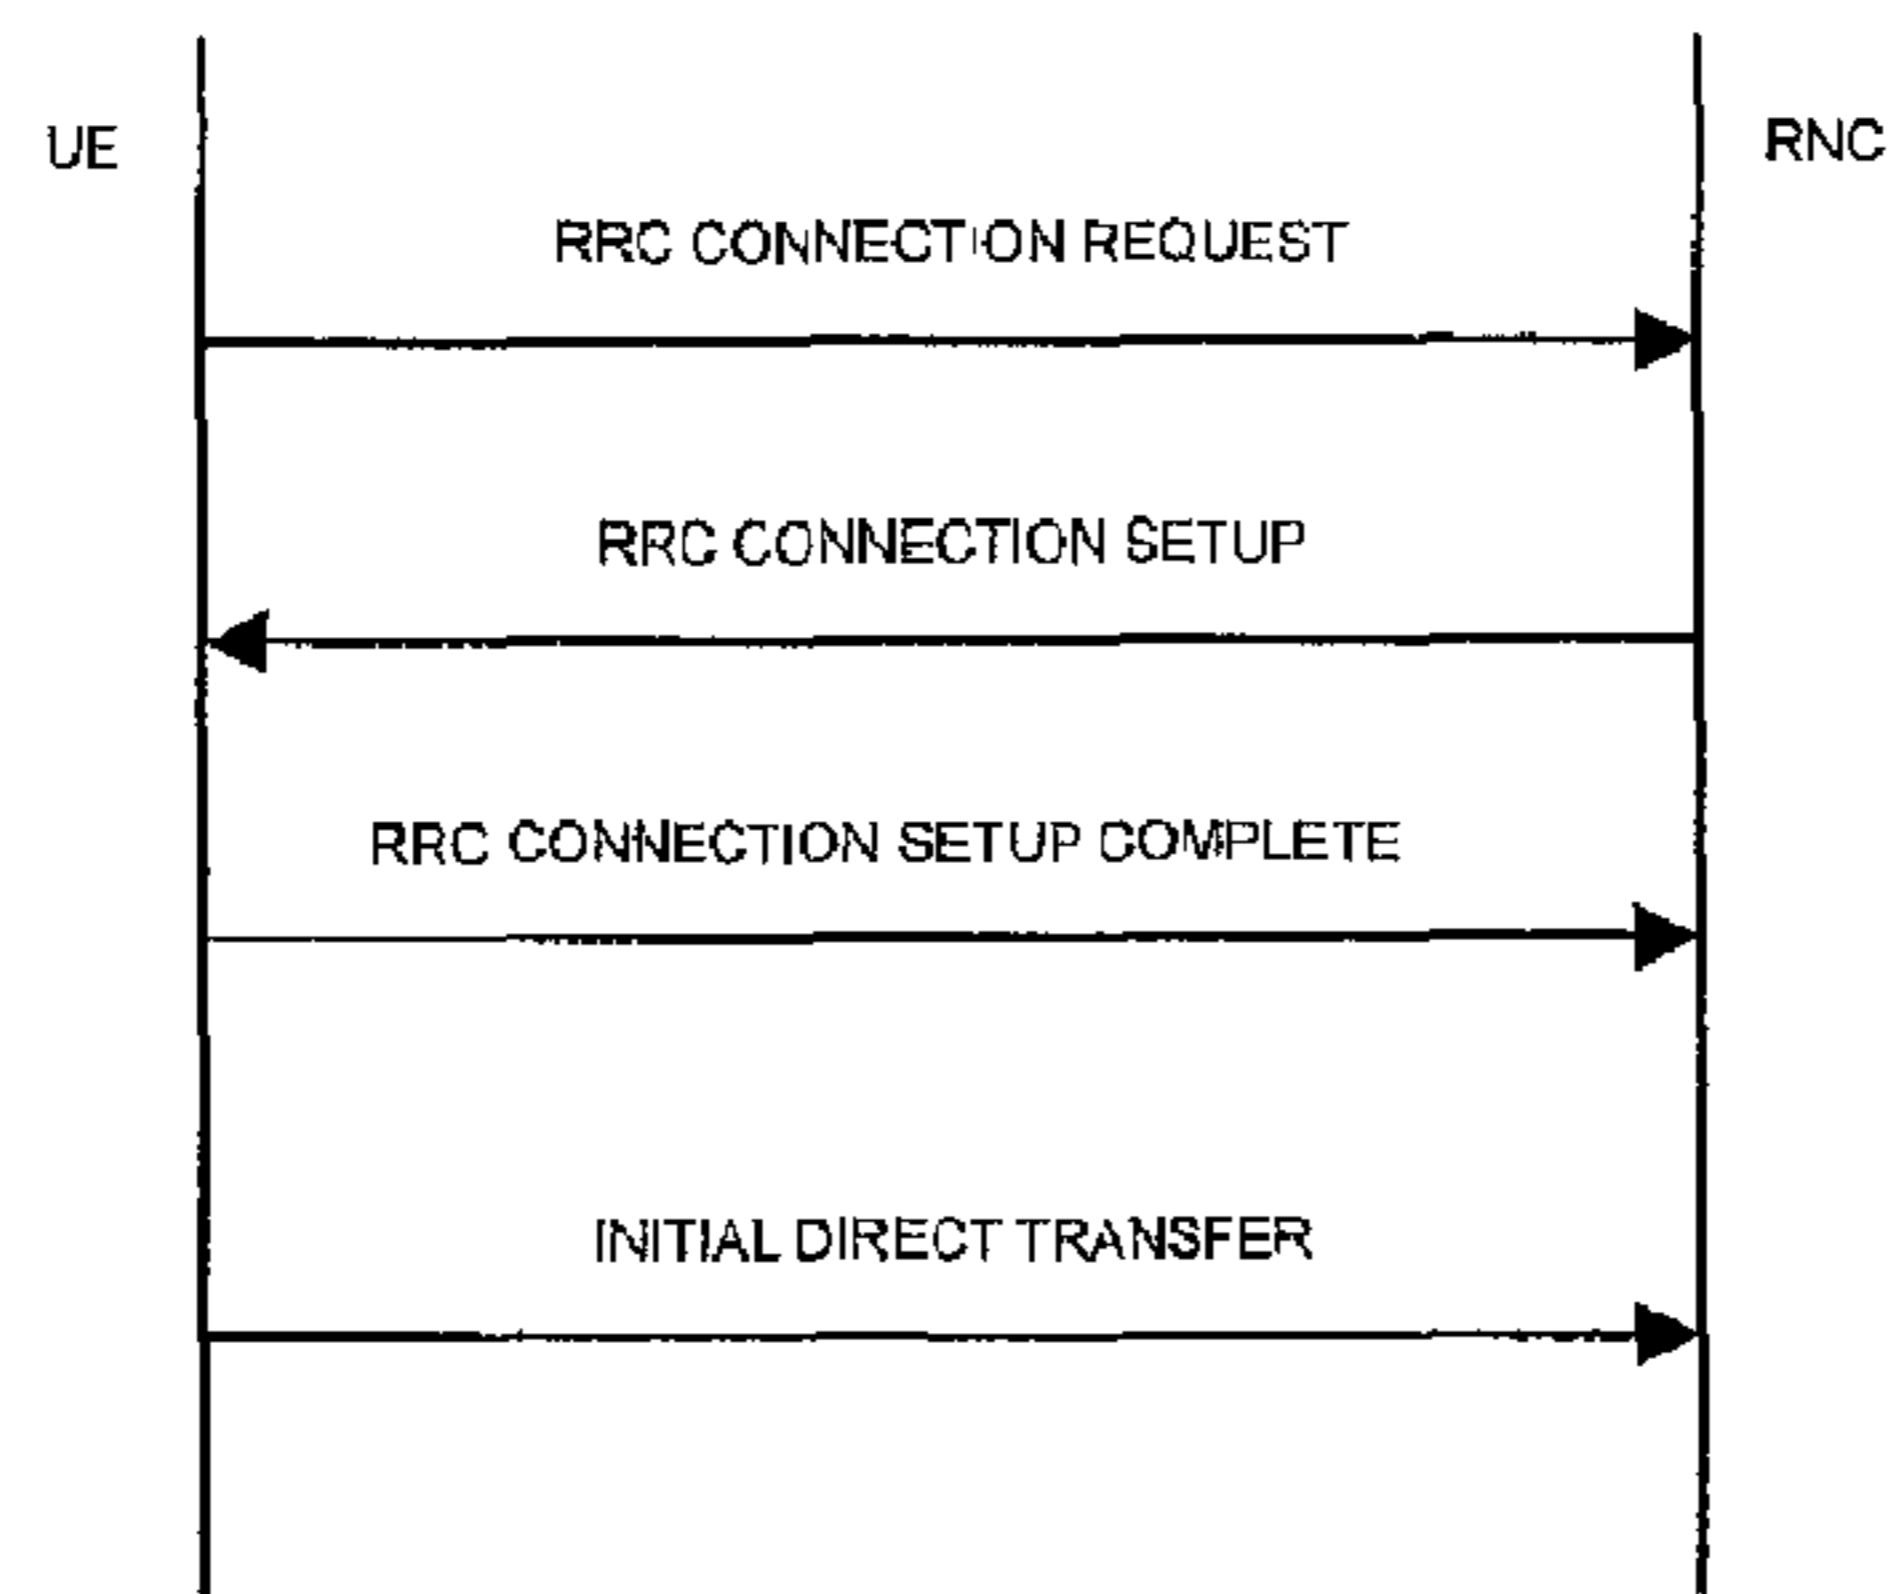 UE
RNC
RRC CONNECTION REQUEST
RRC CONNECTION SETUP
RRC CONNECTION SETUP COMPLETE
INITIAL DIRECT TRANSFER